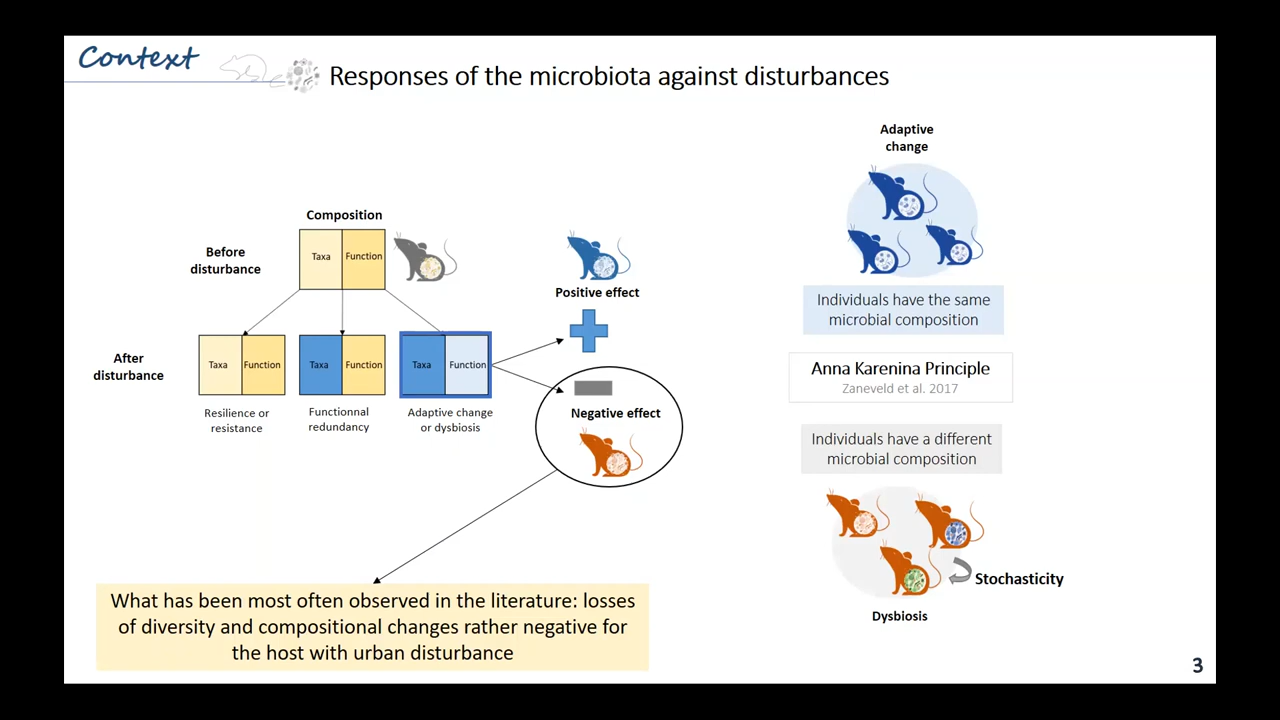 Context
Responses of the microbiota against disturbances
Composition
Before
disturbance
Taxa
Function
After
disturbance
Taxa
Function
Taxa
Function
Taxa
Function
Resilience or
resistance
Functionnal
redundancy
Adaptive change
or dysbiosis
Positive effect
Negative effect
What has been most often observed in the literature: losses
of diversity and compositional changes rather negative for
the host with urban disturbance
Adaptive
change
Individuals have the same
microbial composition
Anna Karenina Principle
Zaneveld et al. 2017
Individuals have a different
microbial composition
Stochasticity
Dysbiosis
3